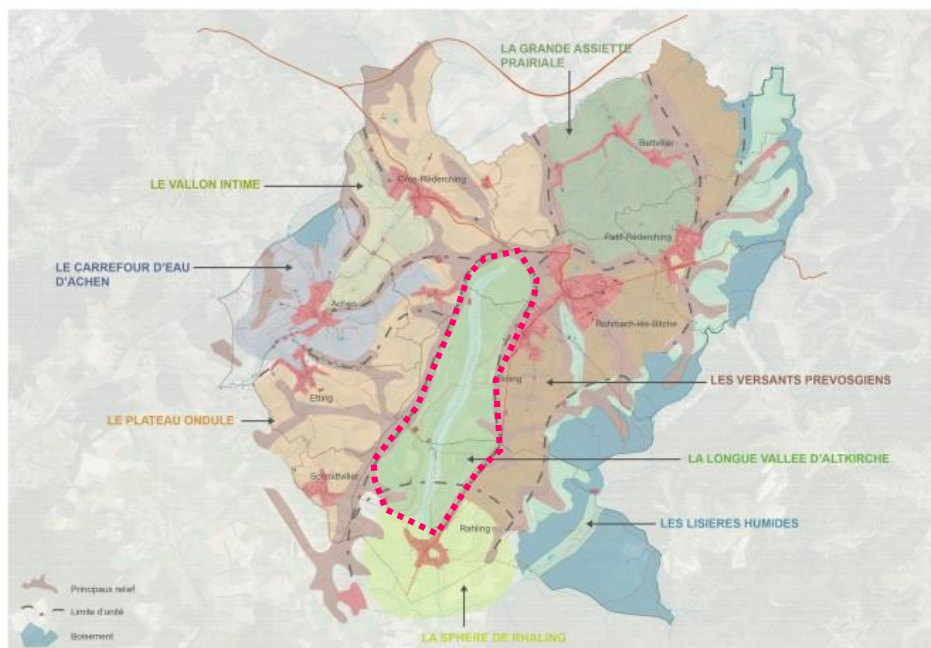 LA GRANDE ASSIETTE
PRAIRIALE
Bettviller
LE VALLON INTIME
Gros-Réderching
Petit-Réderching
LE CARREFOUR D'EAU
D'ACHEN
Achen
Rohrbach-lès-Bitche
Bining
LES VERSANTS PREVOSGIENS
Etting
LE PLATEAU ONDULE
LA LONGUE VALLEE D'ALTKIRCHE
Schmittviller
Rahling
LES LISIERES HUMIDES
Principaux relief
Limite d'unité
Boisement
LA SPHERE DE RHALING